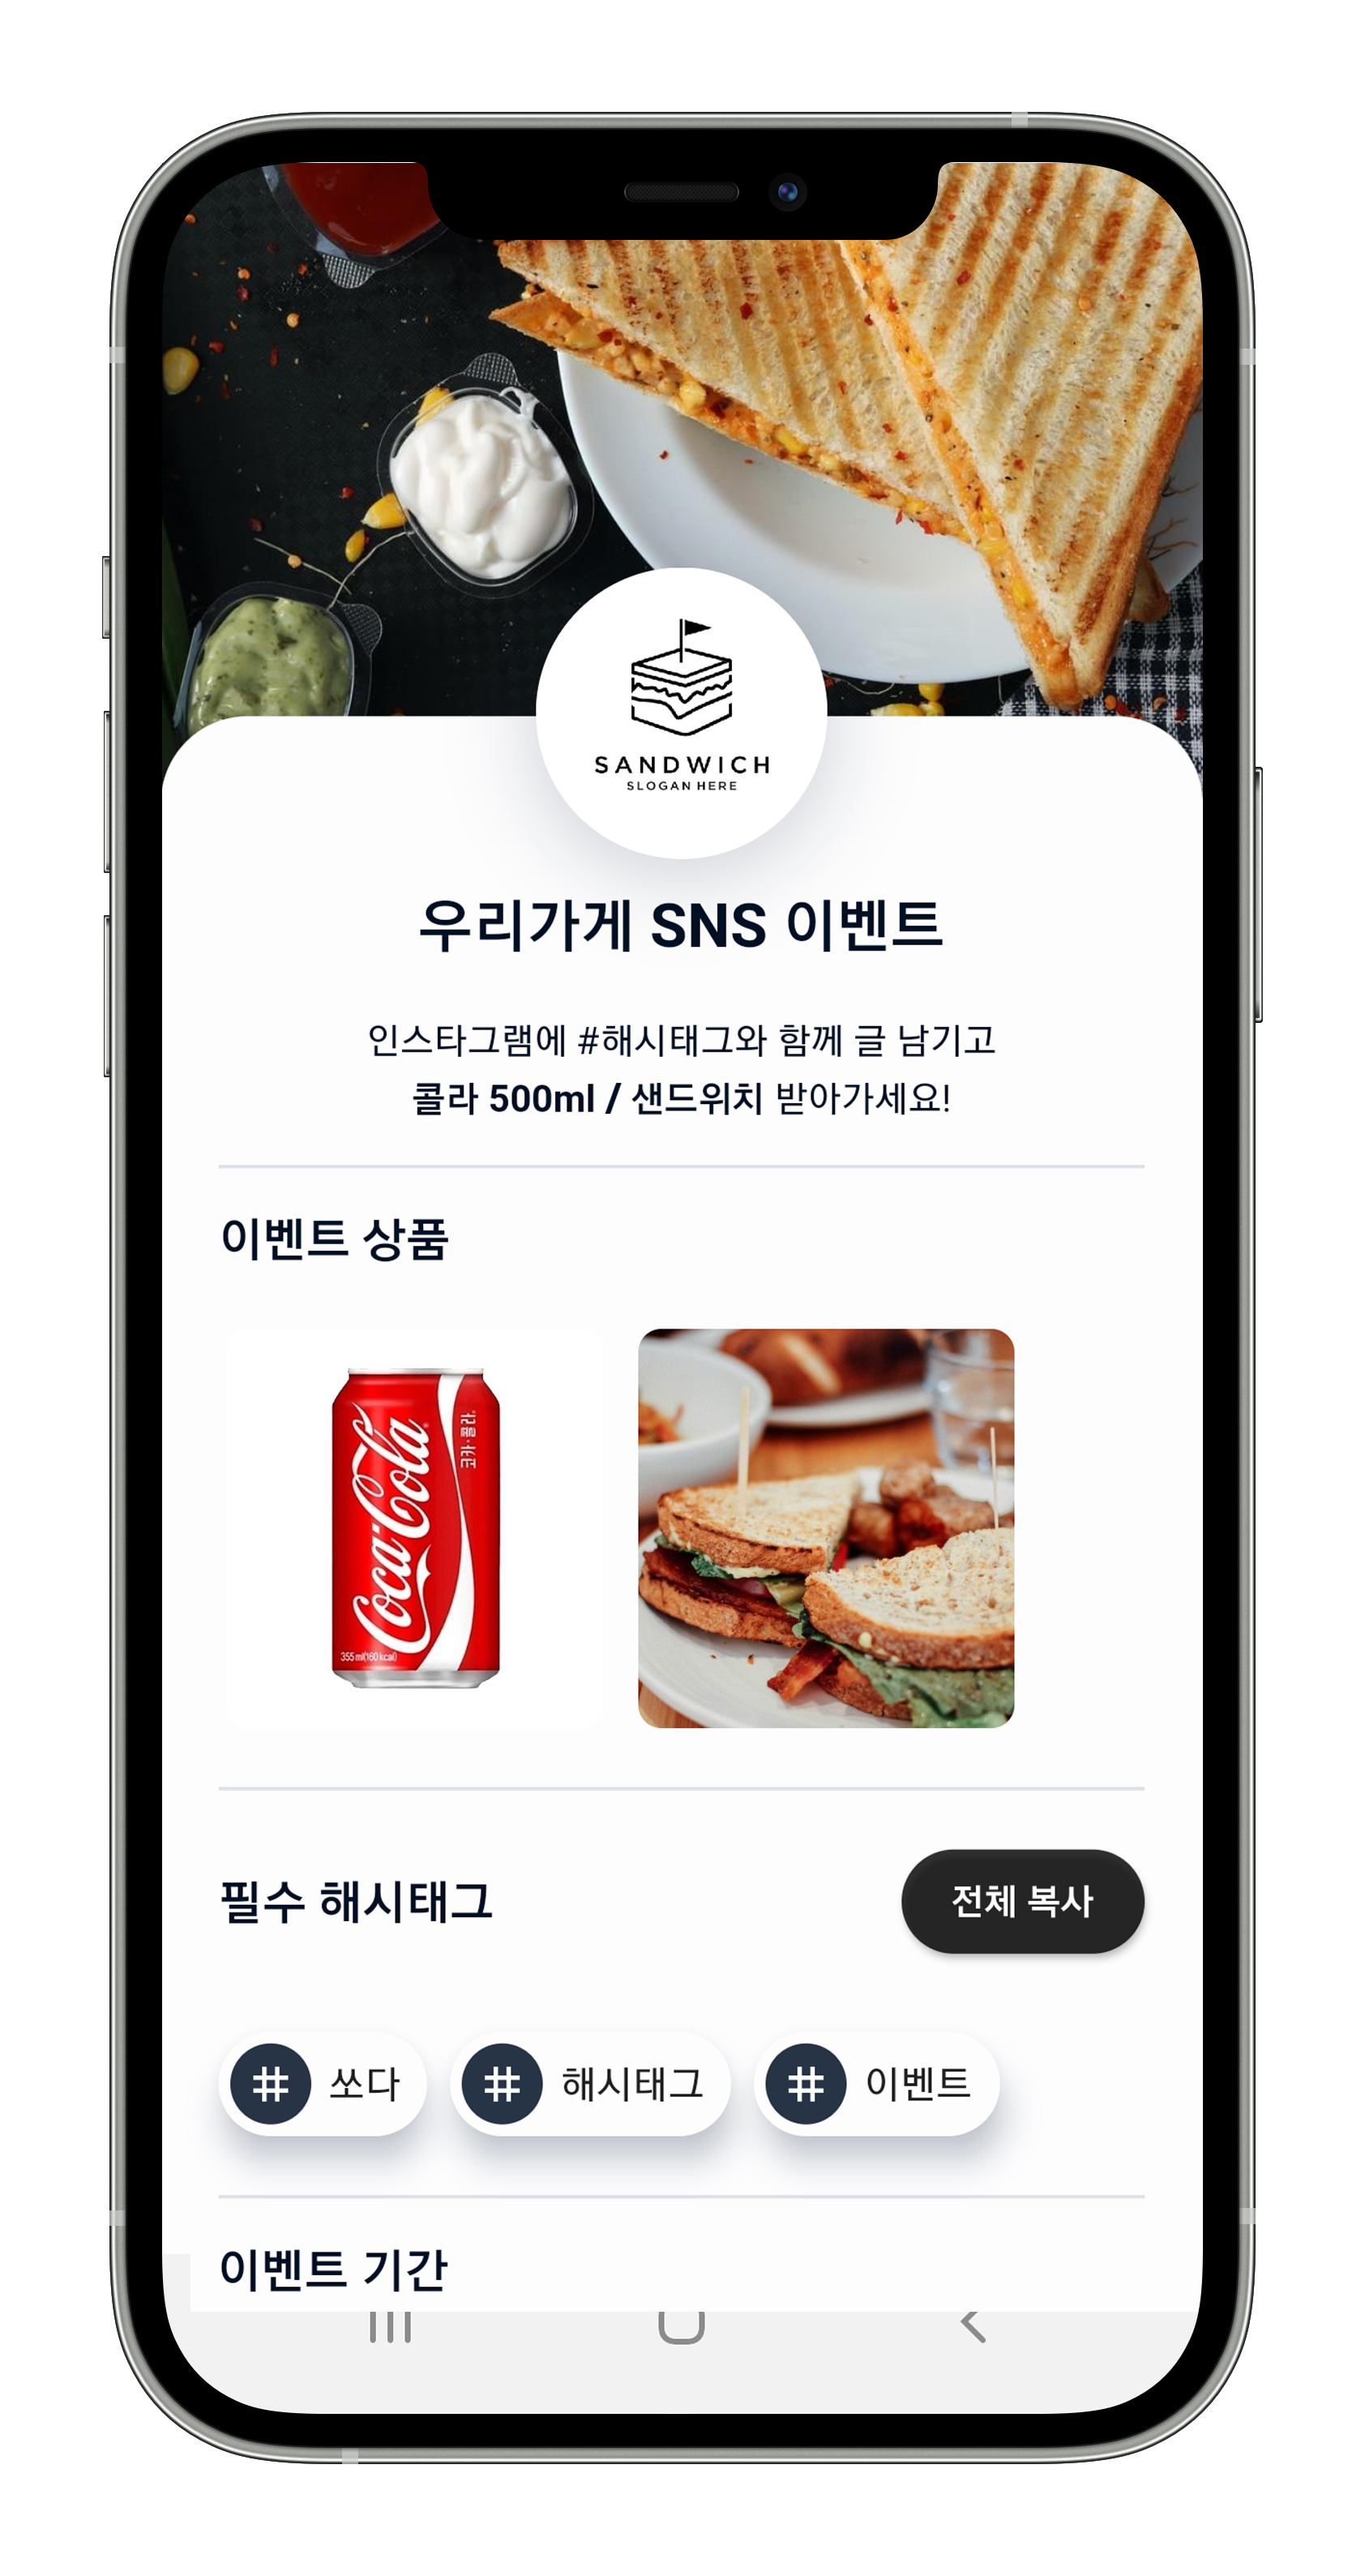 SANDWICH
SLOGAN HERE
우리가게 SNS 이벤트
인스타그램에 #해시태그와 함께 글 남기고
콜라 500ml / 샌드위치 받아가세요!
이벤트 상품
Coca-Cola
코카·콜라
355 ml(160 kcal)
필수 해시태그
전체 복사
# 쏘다
# 해시태그
# 이벤트
이벤트 기간